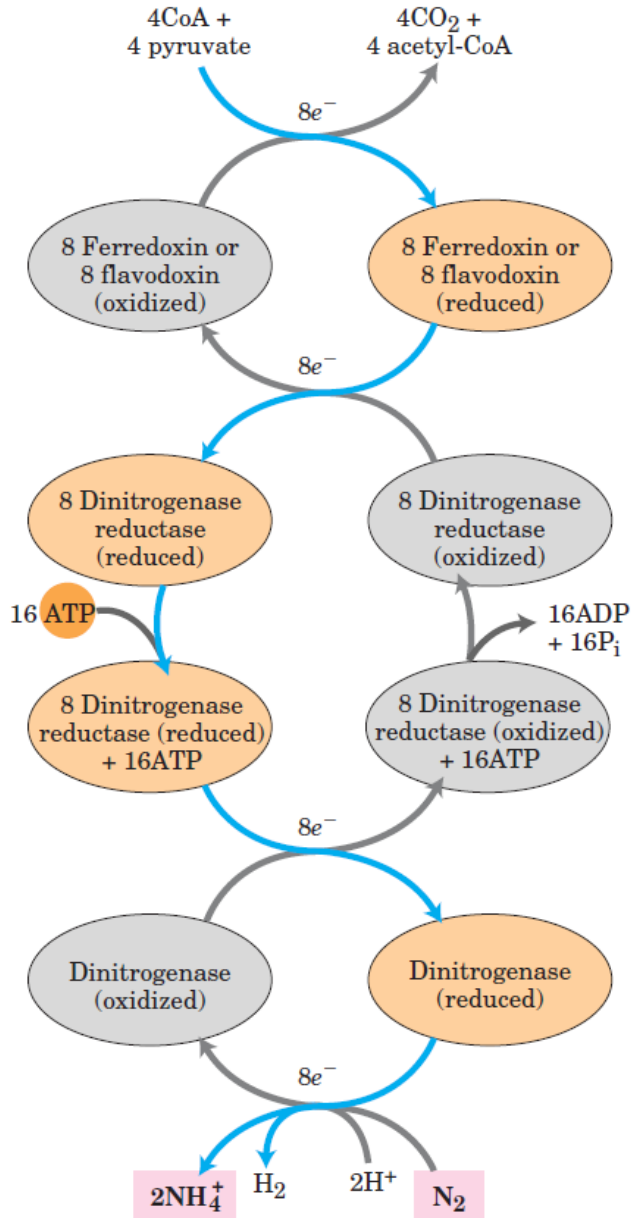 4CoA +
4 pyruvate
4CO₂ +
4 acetyl-CoA
8e⁻
8 Ferredoxin or
8 flavodoxin
(oxidized)
8 Ferredoxin or
8 flavodoxin
(reduced)
8e⁻
8 Dinitrogenase
reductase
(reduced)
8 Dinitrogenase
reductase
(oxidized)
16 ATP
16ADP
+ 16Pᵢ
8 Dinitrogenase
reductase (reduced)
+ 16ATP
8 Dinitrogenase
reductase (oxidized)
+ 16ATP
8e⁻
Dinitrogenase
(oxidized)
Dinitrogenase
(reduced)
8e⁻
2NH₄⁺
H₂
2H⁺
N₂